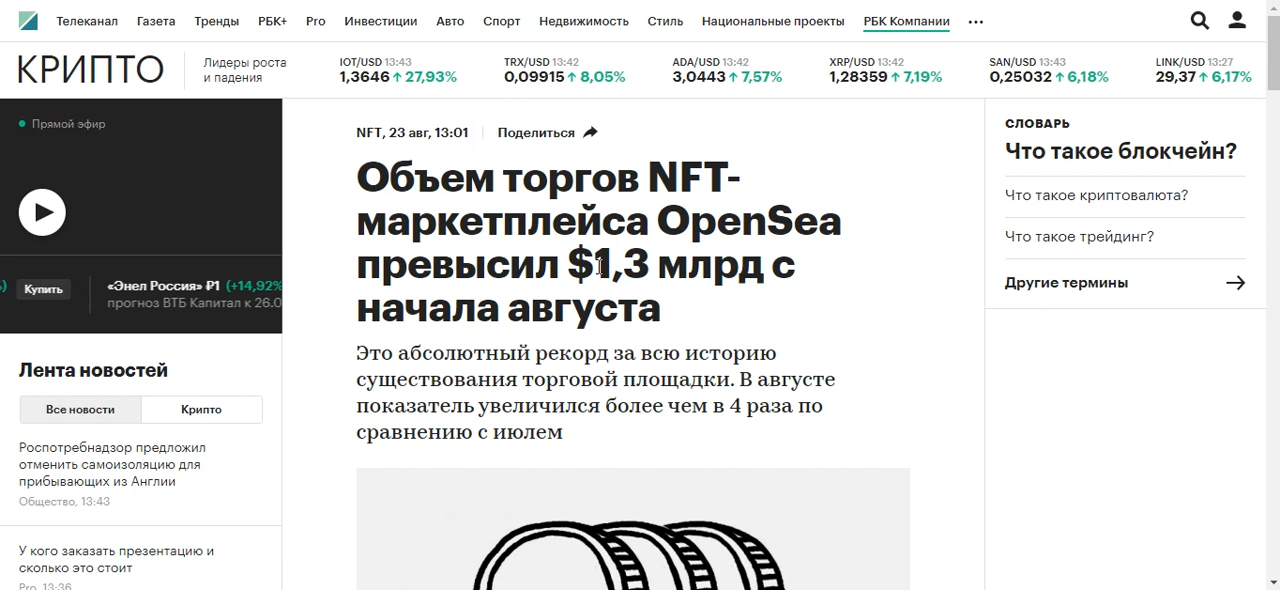 Телеканал Газета Тренды РБК+ Pro Инвестиции Авто Спорт Недвижимость Стиль Национальные проекты РБК Компании
КРИПТО
Лидеры роста
и падения
IOT/USD 13:43
1,3646 ↑ 27,93%
TRX/USD 13:42
0,09915 ↑ 8,05%
ADA/USD 13:42
3,0443 ↑ 7,57%
XRP/USD 13:42
1,28359 ↑ 7,19%
SAN/USD 13:43
0,25032 ↑ 6,18%
LINK/USD 13:27
29,37 ↑ 6,17%
Прямой эфир
) Купить
«Энел Россия» ₽1 (+14,92%
прогноз ВТБ Капитал к 26.0
Лента новостей
Все новости Крипто
Роспотребнадзор предложил
отменить самоизоляцию для
прибывающих из Англии
Общество, 13:43
У кого заказать презентацию и
сколько это стоит
Pro, 13:36
NFT, 23 авг, 13:01 Поделиться
Объем торгов NFT-
маркетплейса OpenSea
превысил $1,3 млрд с
начала августа
Это абсолютный рекорд за всю историю
существования торговой площадки. В августе
показатель увеличился более чем в 4 раза по
сравнению с июлем
СЛОВАРЬ
Что такое блокчейн?
Что такое криптовалюта?
Что такое трейдинг?
Другие термины →